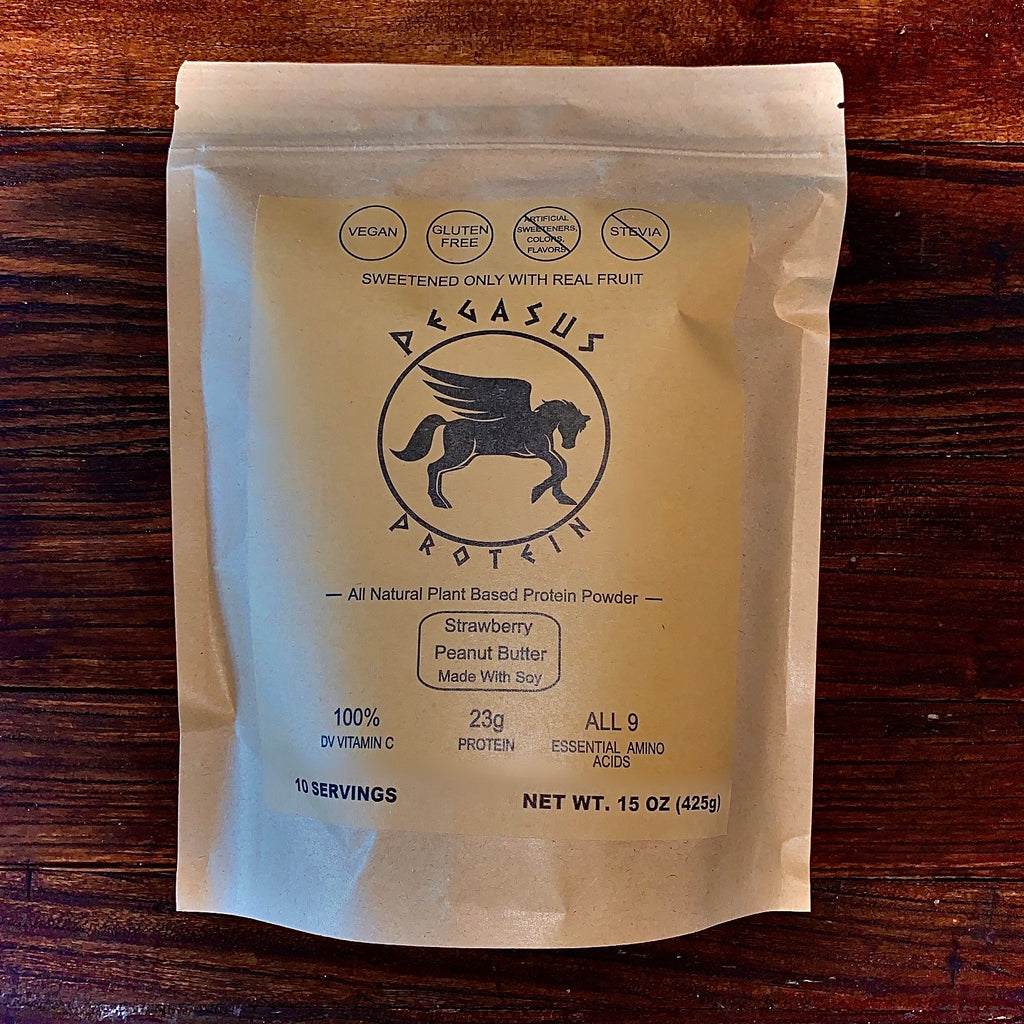 VEGAN
GLUTEN
FREE
ARTIFICIAL
SWEETENERS,
COLORS,
FLAVORS
STEVIA
SWEETENED ONLY WITH REAL FRUIT
PEGASUS
PROTEIN
— All Natural Plant Based Protein Powder —
Strawberry
Peanut Butter
Made With Soy
100%
DV VITAMIN C
23g
PROTEIN
ALL 9
ESSENTIAL AMINO
ACIDS
10 SERVINGS
NET WT. 15 OZ (425g)